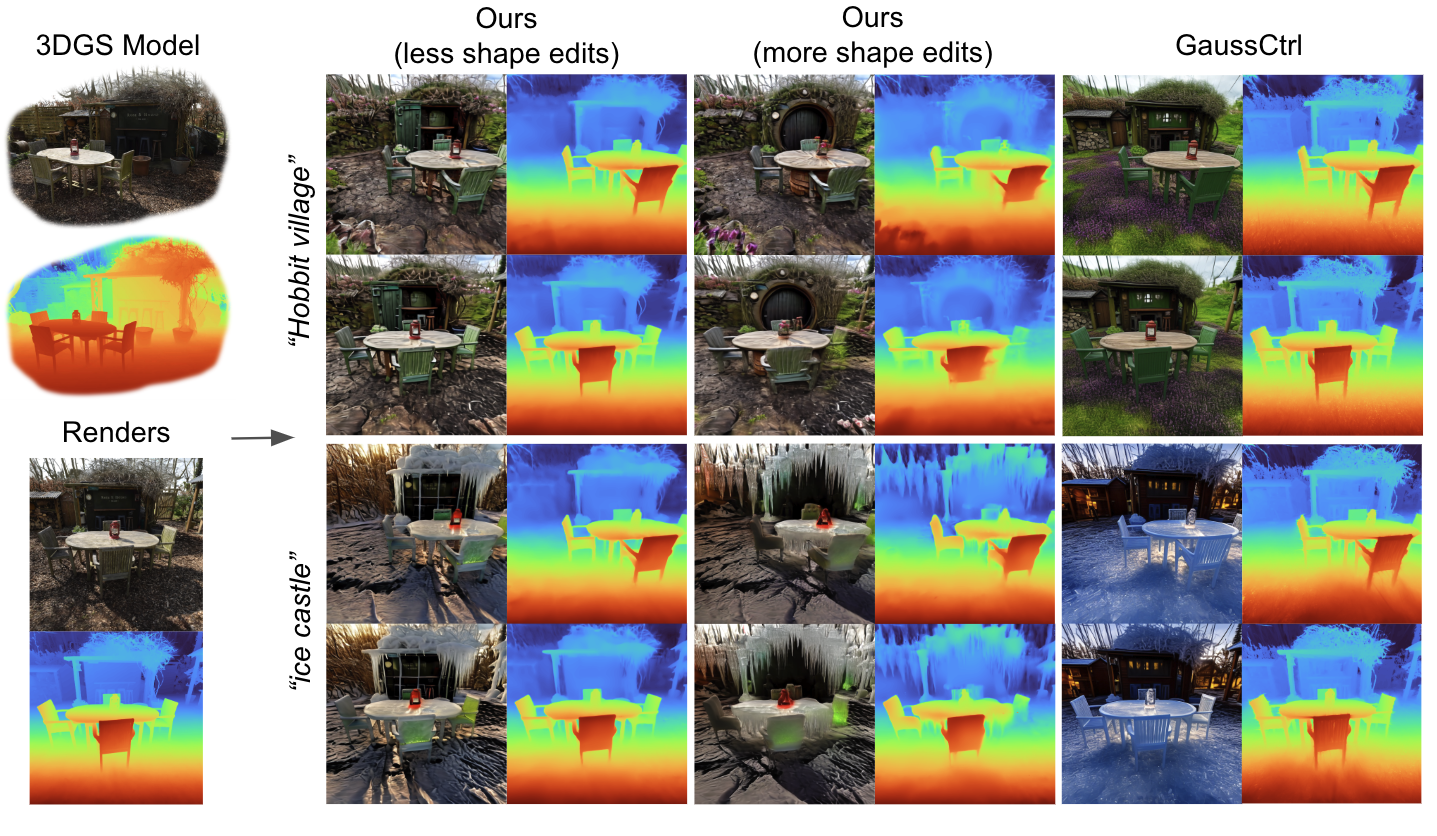 3DGS Model
Ours
(less shape edits)
Ours
(more shape edits)
GaussCtrl
"Hobbit village"
Renders
"ice castle"